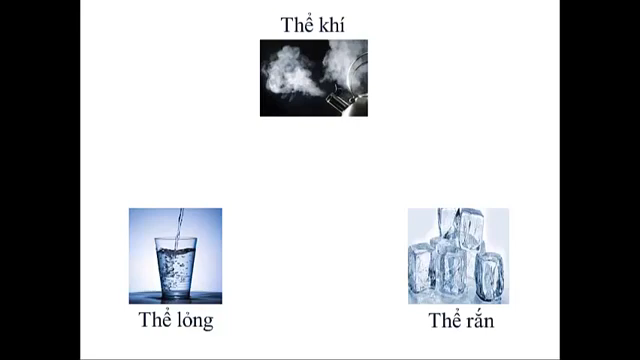 Thể khí
Thể lỏng
Thể rắn